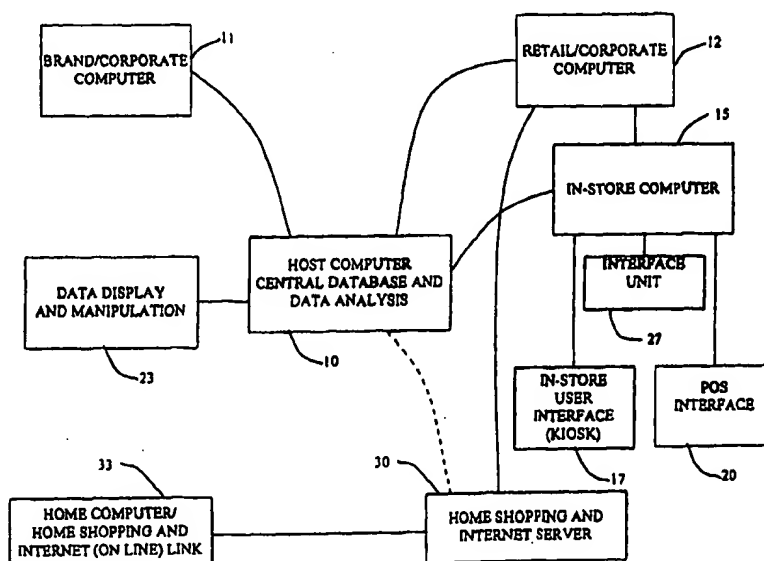 11
BRAND/CORPORATE
COMPUTER
RETAIL/CORPORATE
COMPUTER
12
15
IN-STORE COMPUTER
HOST COMPUTER
CENTRAL DATABASE AND
DATA ANALYSIS
10
INTERFACE
UNIT
27
DATA DISPLAY
AND MANIPULATION
23
IN-STORE
USER
INTERFACE
(KIOSK)
17
POS
INTERFACE
20
33
HOME COMPUTER/
HOME SHOPPING AND
INTERNET (ON LINE) LINK
30
HOME SHOPPING AND
INTERNET SERVER